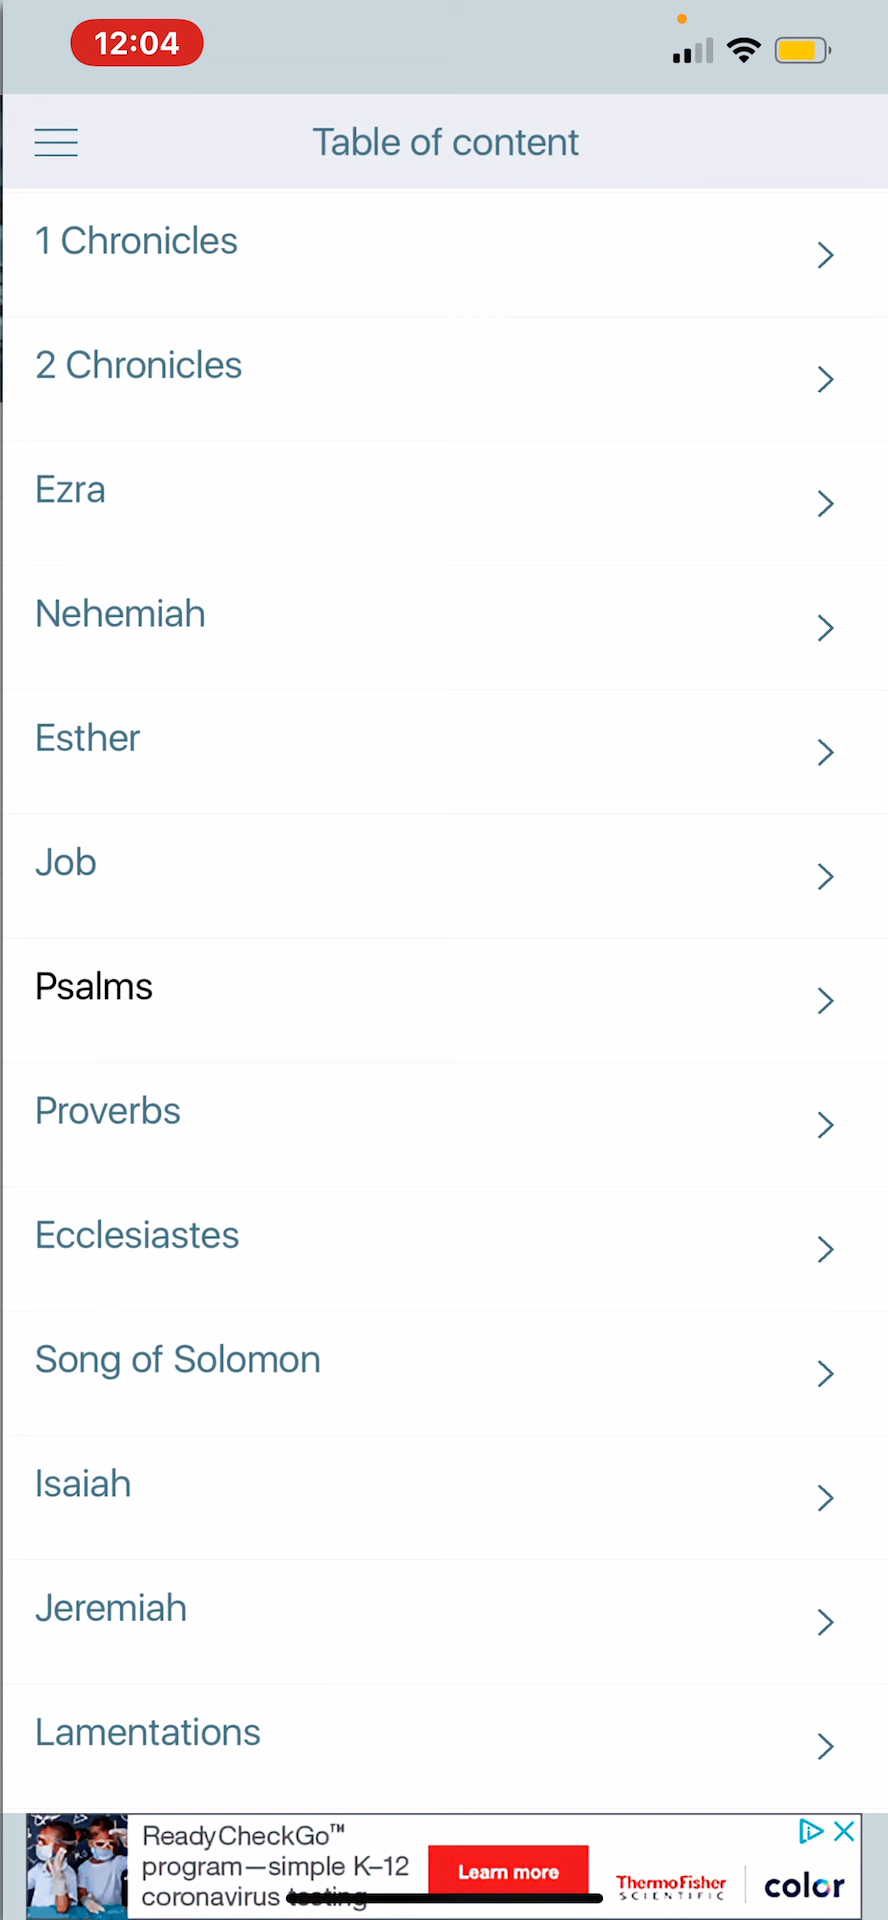 12:04
Table of content
1 Chronicles
2 Chronicles
Ezra
Nehemiah
Esther
Job
Psalms
Proverbs
Ecclesiastes
Song of Solomon
Isaiah
Jeremiah
Lamentations
ReadyCheckGo™
program—simple K–12
coronavirus testing
Learn more
ThermoFisher
SCIENTIFIC
color